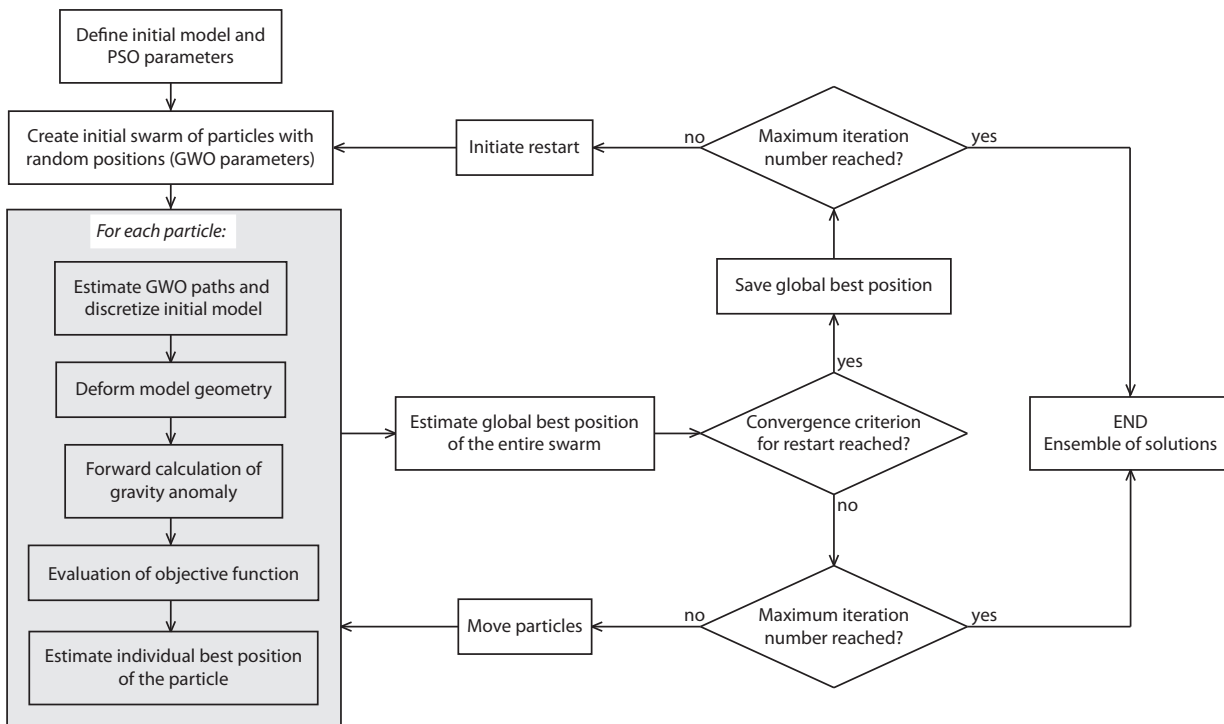 Define initial model and
PSO parameters
Create initial swarm of particles with
random positions (GWO parameters)
For each particle:
Estimate GWO paths and
discretize initial model
Deform model geometry
Forward calculation of
gravity anomaly
Evaluation of objective function
Estimate individual best position
of the particle
Estimate global best position
of the entire swarm
Convergence criterion
for restart reached?
yes
no
Save global best position
Maximum iteration
number reached?
no
yes
Initiate restart
Maximum iteration
number reached?
no
yes
Move particles
END
Ensemble of solutions